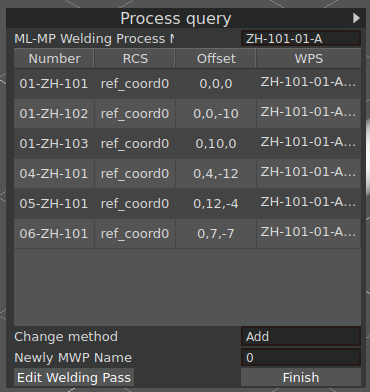 Process query
ML-MP Welding Process N ZH-101-01-A
Number RCS Offset WPS
01-ZH-101 ref_coord0 0,0,0 ZH-101-01-A...
01-ZH-102 ref_coord0 0,0,-10 ZH-101-01-A...
01-ZH-103 ref_coord0 0,10,0 ZH-101-01-A...
04-ZH-101 ref_coord0 0,4,-12 ZH-101-01-A...
05-ZH-101 ref_coord0 0,12,-4 ZH-101-01-A...
06-ZH-101 ref_coord0 0,7,-7 ZH-101-01-A...
Change method Add
Newly MWP Name 0
Edit Welding Pass Finish